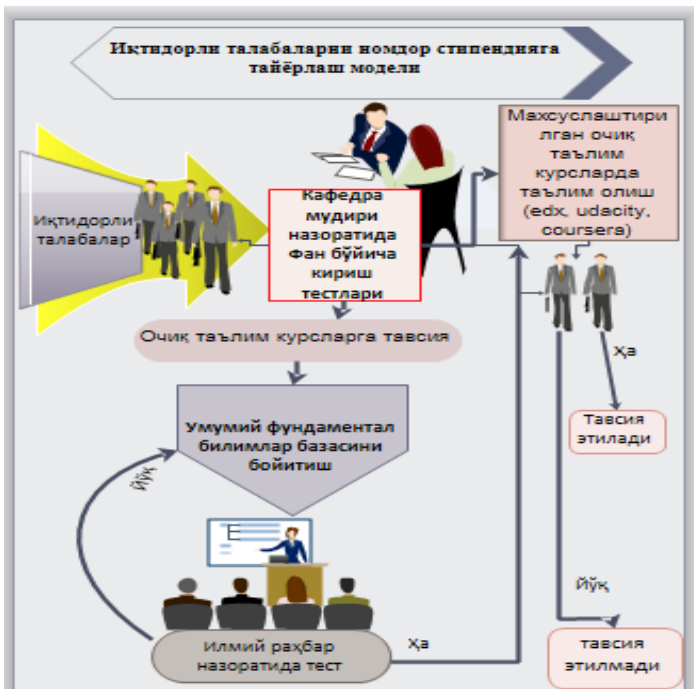 Иқтидорли талабаларни номдор стипендияга
тайёрлаш модели
Махсуслаштири
лган очиқ
таълим
курсларда
таълим олиш
(edx, udacity,
coursera)
Иқтидорли
талабалар
Кафедра
мудири
назоратида
Фан бўйича
кириш
тестлари
Очиқ таълим курсларга тавсия
Ҳа
Тавсия
этилади
Умумий фундаментал
билимлар базасини
бойитиш
Йўқ
E
Йўқ
Илмий раҳбар
назоратида тест
Ҳа
тавсия
этилмади